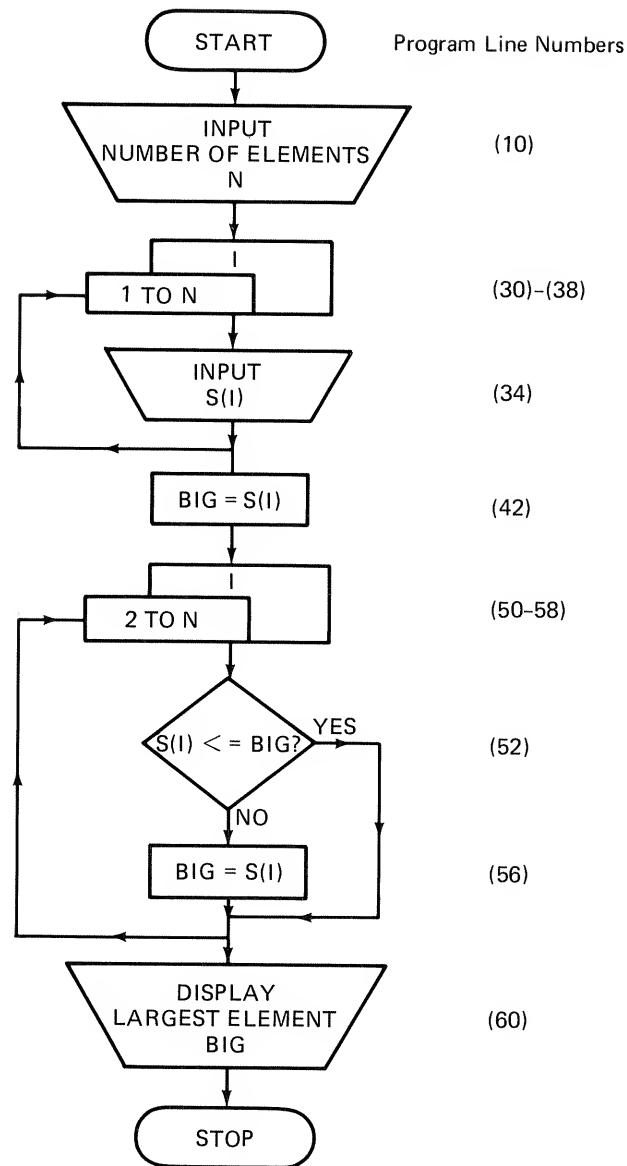 START
Program Line Numbers
INPUT
NUMBER OF ELEMENTS
N
(10)
I
1 TO N
(30)–(38)
INPUT
S(I)
(34)
BIG = S(I)
(42)
I
2 TO N
(50–58)
S(I) < = BIG?
YES
(52)
NO
BIG = S(I)
(56)
DISPLAY
LARGEST ELEMENT
BIG
(60)
STOP